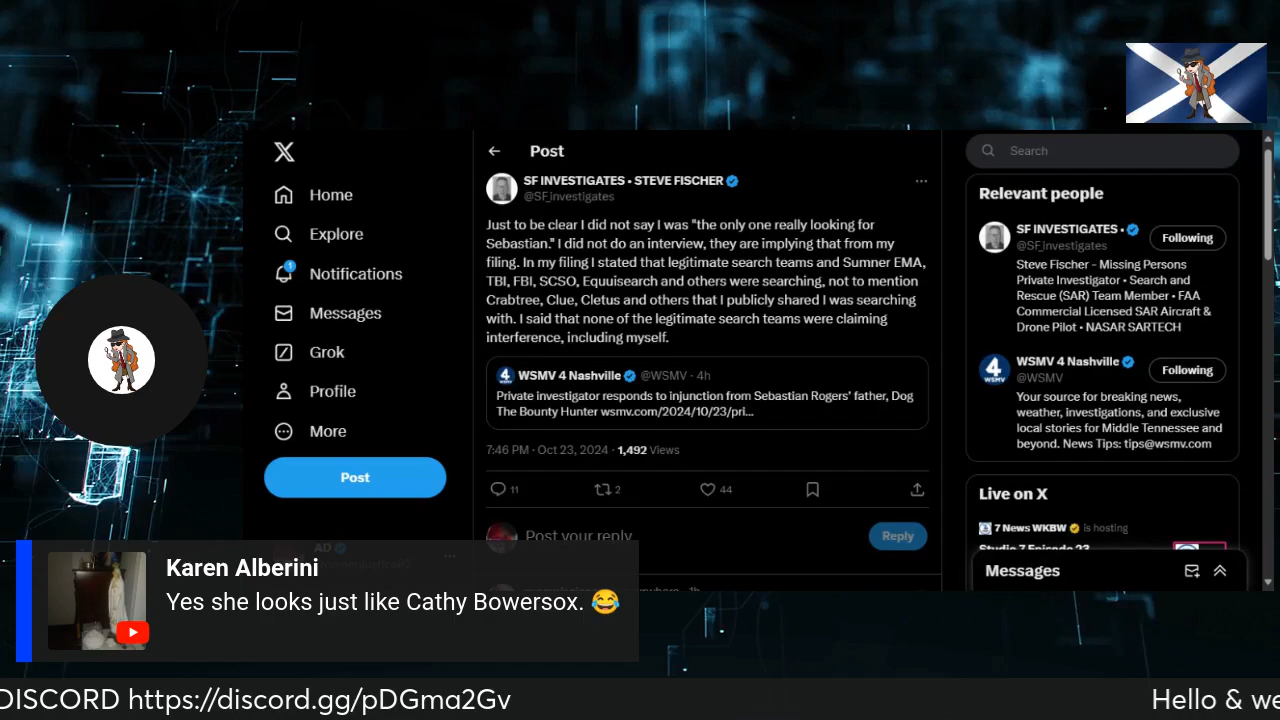 Home
Explore
1
Notifications
Messages
Grok
Profile
More
Post
Post
SF INVESTIGATES • STEVE FISCHER
@SF_investigates
Just to be clear I did not say I was "the only one really looking for
Sebastian." I did not do an interview, they are implying that from my
filing. In my filing I stated that legitimate search teams and Sumner EMA,
TBI, FBI, SCSO, Equuisearch and others were searching, not to mention
Crabtree, Clue, Cletus and others that I publicly shared I was searching
with. I said that none of the legitimate search teams were claiming
interference, including myself.
4 WSMV 4 Nashville @WSMV · 4h
Private investigator responds to injunction from Sebastian Rogers' father, Dog
The Bounty Hunter wsmv.com/2024/10/23/pri...
7:46 PM · Oct 23, 2024 · 1,492 Views
11 2 44
Post your reply
Reply
Search
Relevant people
SF INVESTIGATES •
@SF_investigates
Following
Steve Fischer - Missing Persons
Private Investigator • Search and
Rescue (SAR) Team Member • FAA
Commercial Licensed SAR Aircraft &
Drone Pilot • NASAR SARTECH
4
WSMV 4 Nashville
@WSMV
Following
Your source for breaking news,
weather, investigations, and exclusive
local stories for Middle Tennessee and
beyond. News Tips: tips@wsmv.com
Live on X
7 News WKBW is hosting
Studio 7 Episode 23
Messages
AD
Karen Alberini
Yes she looks just like Cathy Bowersox. 😂
DISCORD https://discord.gg/pDGma2Gv
Hello & we